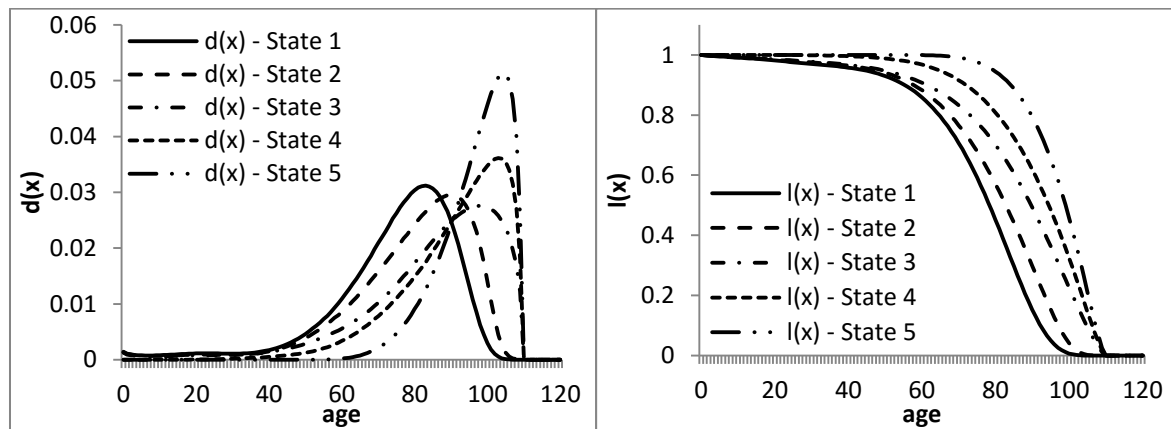 0.06
0.05
0.04
0.03
0.02
0.01
0
d(x)
d(x) - State 1
d(x) - State 2
d(x) - State 3
d(x) - State 4
d(x) - State 5
0 20 40 60 80 100 120
age
1
0.8
0.6
0.4
0.2
0
l(x)
l(x) - State 1
l(x) - State 2
l(x) - State 3
l(x) - State 4
l(x) - State 5
0 20 40 60 80 100 120
age